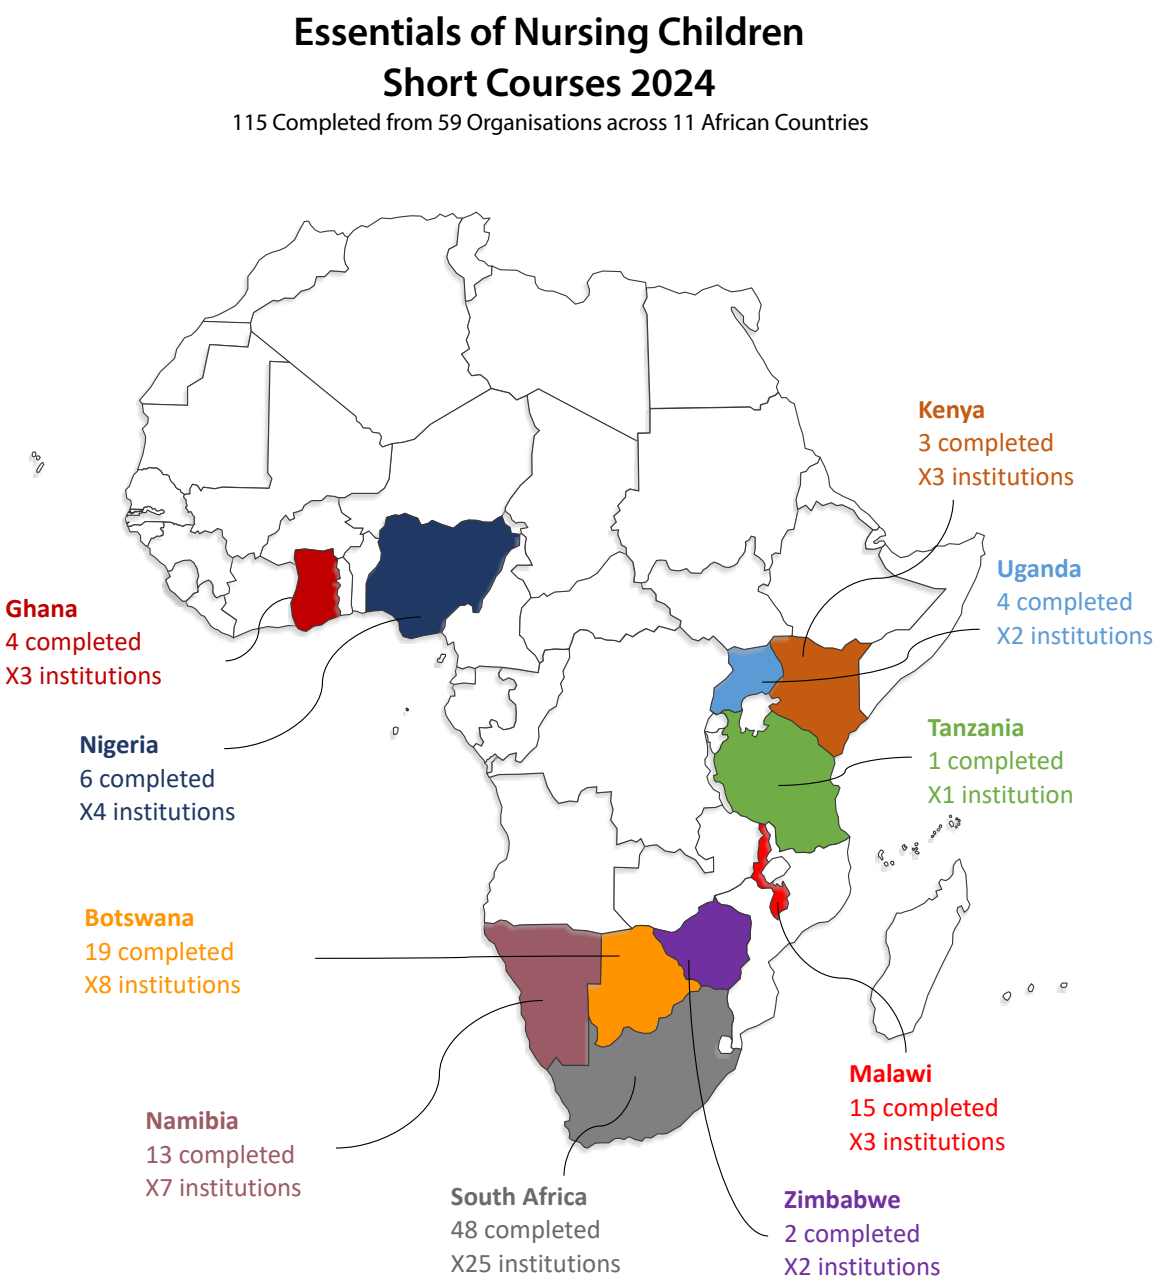 Essentials of Nursing Children
Short Courses 2024
115 Completed from 59 Organisations across 11 African Countries
Kenya
3 completed
X3 institutions
Uganda
4 completed
X2 institutions
Ghana
4 completed
X3 institutions
Tanzania
1 completed
X1 institution
Nigeria
6 completed
X4 institutions
Botswana
19 completed
X8 institutions
Malawi
15 completed
X3 institutions
Namibia
13 completed
X7 institutions
South Africa
48 completed
X25 institutions
Zimbabwe
2 completed
X2 institutions